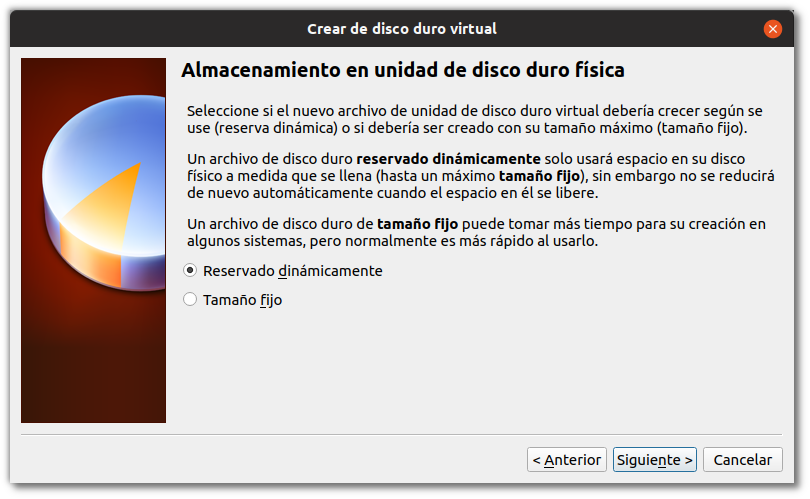 Crear de disco duro virtual
Almacenamiento en unidad de disco duro física
Seleccione si el nuevo archivo de unidad de disco duro virtual debería crecer según se
use (reserva dinámica) o si debería ser creado con su tamaño máximo (tamaño fijo).
Un archivo de disco duro reservado dinámicamente solo usará espacio en su disco
físico a medida que se llena (hasta un máximo tamaño fijo), sin embargo no se reducirá
de nuevo automáticamente cuando el espacio en él se libere.
Un archivo de disco duro de tamaño fijo puede tomar más tiempo para su creación en
algunos sistemas, pero normalmente es más rápido al usarlo.
Reservado dinámicamente
Tamaño fijo
< Anterior Siguiente > Cancelar